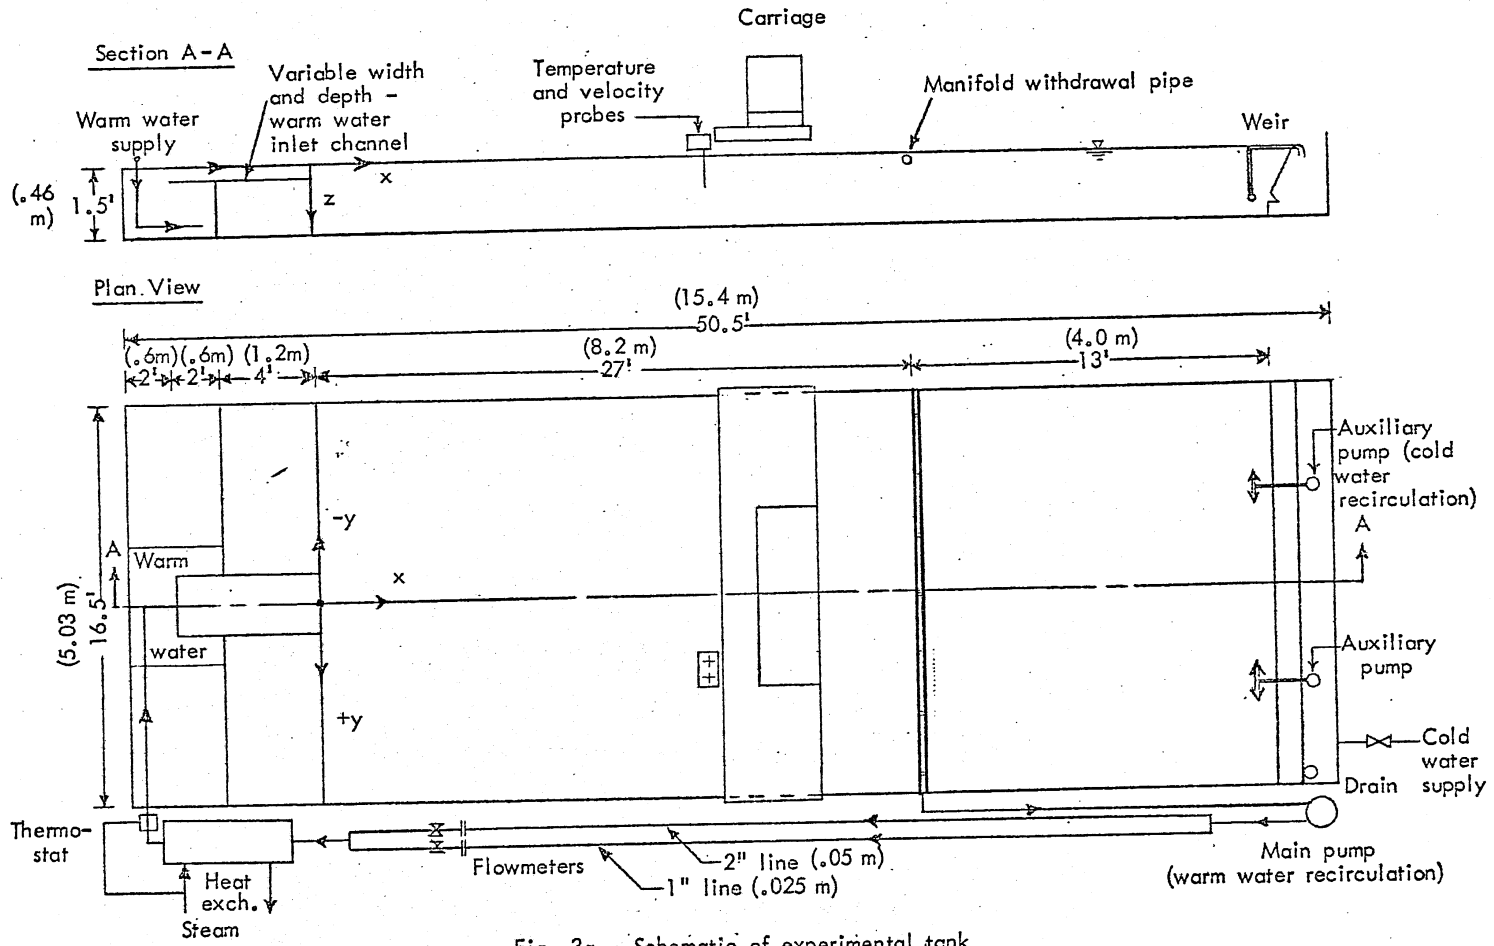 Carriage
Section A-A
Variable width
and depth -
warm water
inlet channel
Temperature
and velocity
probes
Manifold withdrawal pipe
Warm water
supply
Weir
(.46
m)
1.5'
x
z
Plan View
(15.4 m)
50.5'
(.6m)(.6m) (1.2m)
2' 2' 4'
(8.2 m)
27'
(4.0 m)
13'
Auxiliary
pump (cold
water
recirculation)
-y
A
A
Warm
x
(5.03 m)
16.5'
water
Auxiliary
pump
+y
Cold
water
supply
Drain
Thermo-
stat
Flowmeters
2" line (.05 m)
1" line (.025 m)
Main pump
(warm water recirculation)
Heat
exch.
Steam
Schematic of experimental tank